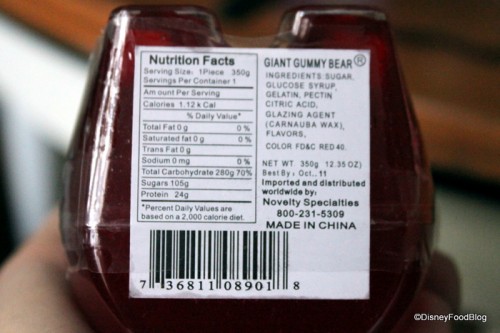 Nutrition Facts
Serving Size: 1Piece 350g
Servings Per Container 1
Amount Per Serving
Calories 1.12 k Cal
% Daily Value*
Total Fat 0 g 0 %
Saturated fat 0 g 0 %
Trans Fat 0 g
Sodium 0 mg 0 %
Total Carbohydrate 280g 70%
Sugars 105g
Protein 24g
*Percent Daily Values are
based on a 2,000 calorie diet.
GIANT GUMMY BEAR®
INGREDIENTS:SUGAR,
GLUCOSE SYRUP,
GELATIN, PECTIN
CITRIC ACID,
GLAZING AGENT
(CARNAUBA WAX),
FLAVORS,
COLOR FD&C RED 40.
NET WT. 350g (12.35 OZ)
Best By: Oct., 11
Imported and distributed
worldwide by:
Novelty Specialties
800-231-5309
MADE IN CHINA
7 36811 08901 8
©DisneyFoodBlog